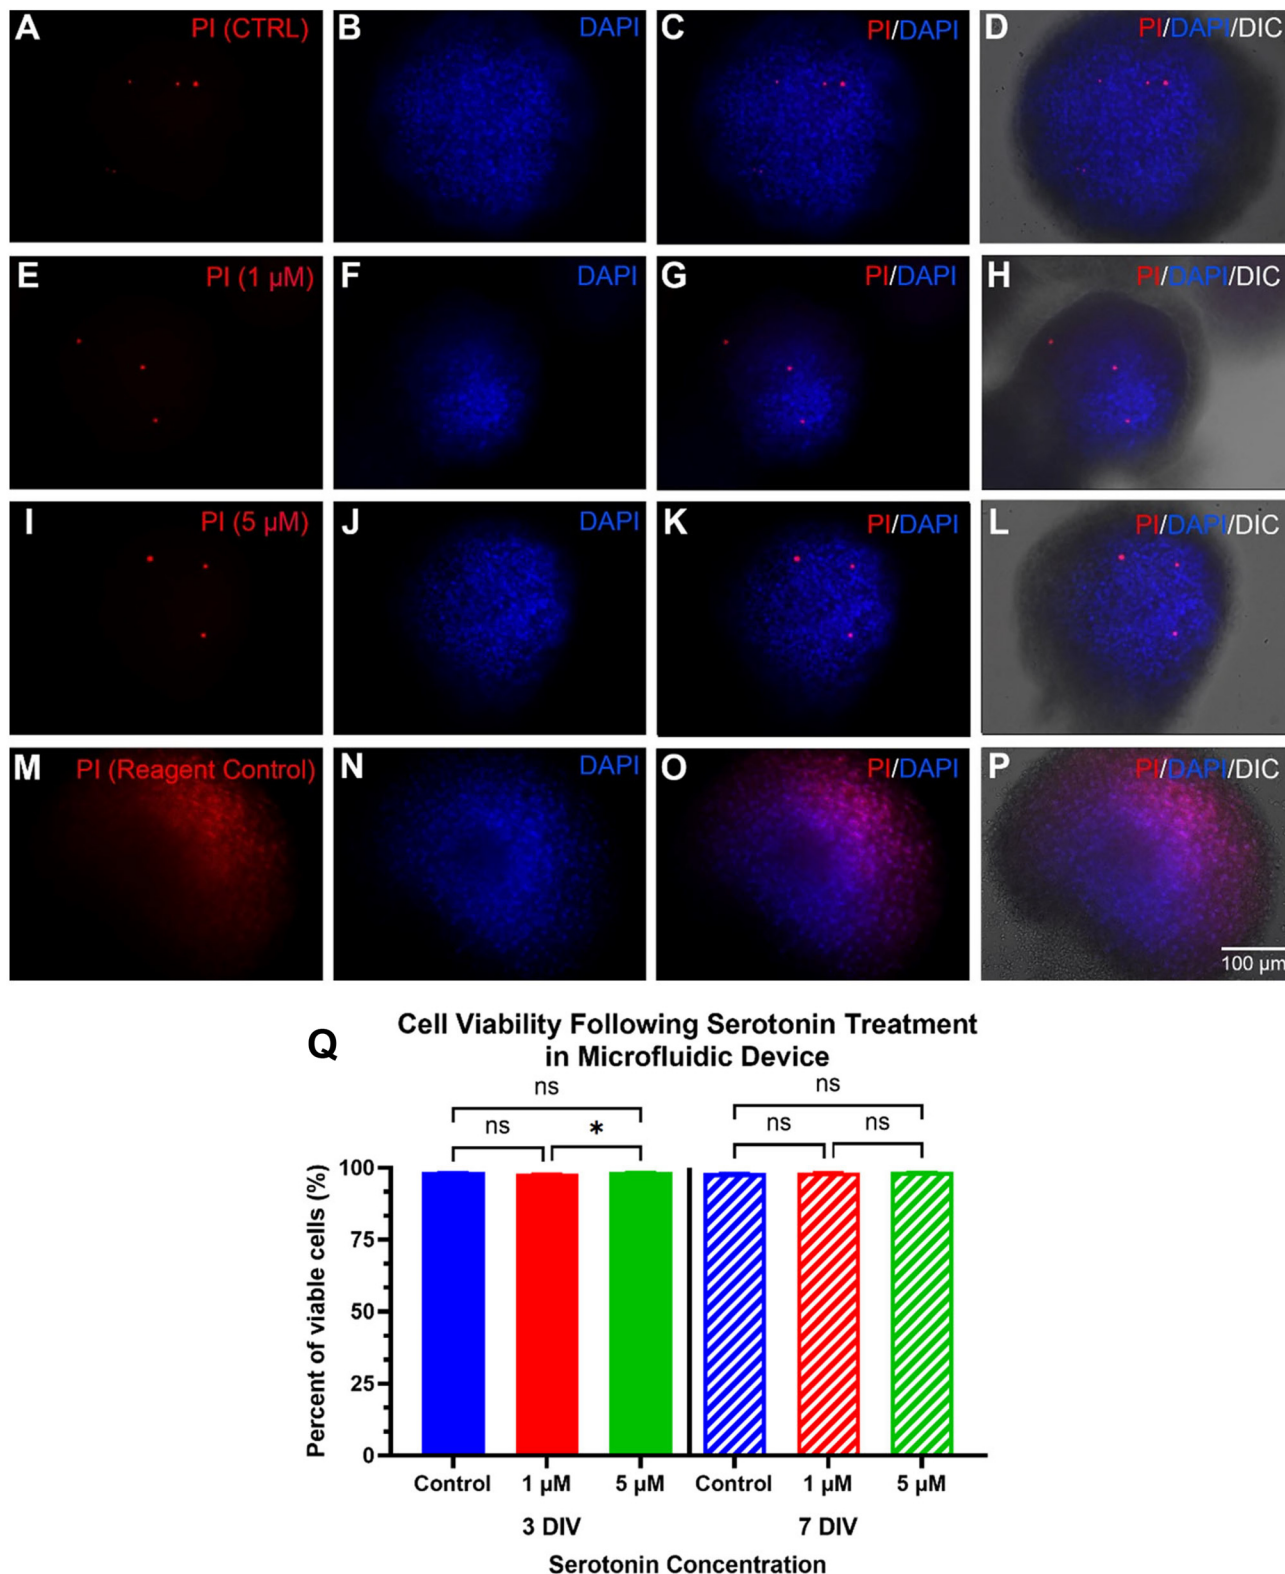 A PI (CTRL) B DAPI C PI/DAPI D PI/DAPI/DIC
E PI (1 µM) F DAPI G PI/DAPI H PI/DAPI/DIC
I PI (5 µM) J DAPI K PI/DAPI L PI/DAPI/DIC
M PI (Reagent Control) N DAPI O PI/DAPI P PI/DAPI/DIC
100 µm
Q Cell Viability Following Serotonin Treatment
in Microfluidic Device
ns ns
ns * ns ns
Percent of viable cells (%)
100
75
50
25
0
Control 1 µM 5 µM Control 1 µM 5 µM
3 DIV 7 DIV
Serotonin Concentration